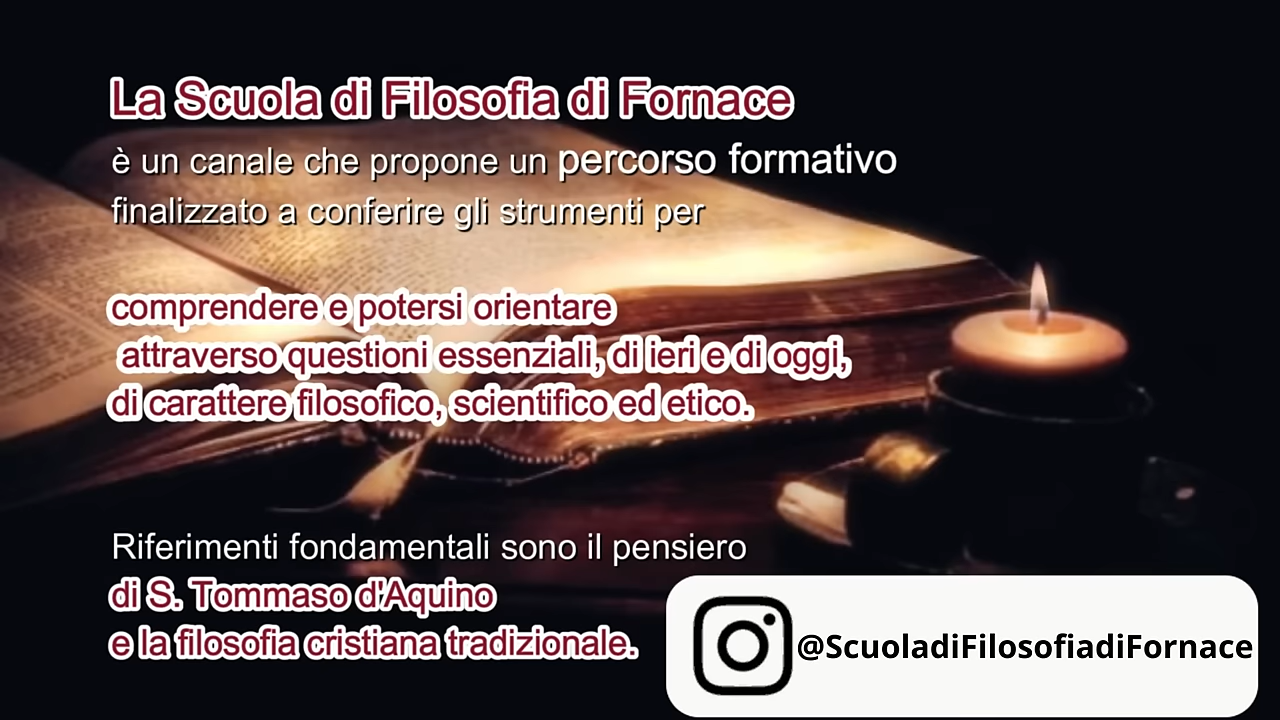 La Scuola di Filosofia di Fornace
è un canale che propone un percorso formativo
finalizzato a conferire gli strumenti per
comprendere e potersi orientare
attraverso questioni essenziali, di ieri e di oggi,
di carattere filosofico, scientifico ed etico.
Riferimenti fondamentali sono il pensiero
di S. Tommaso d'Aquino
e la filosofia cristiana tradizionale.
@ScuoladiFilosofiadiFornace